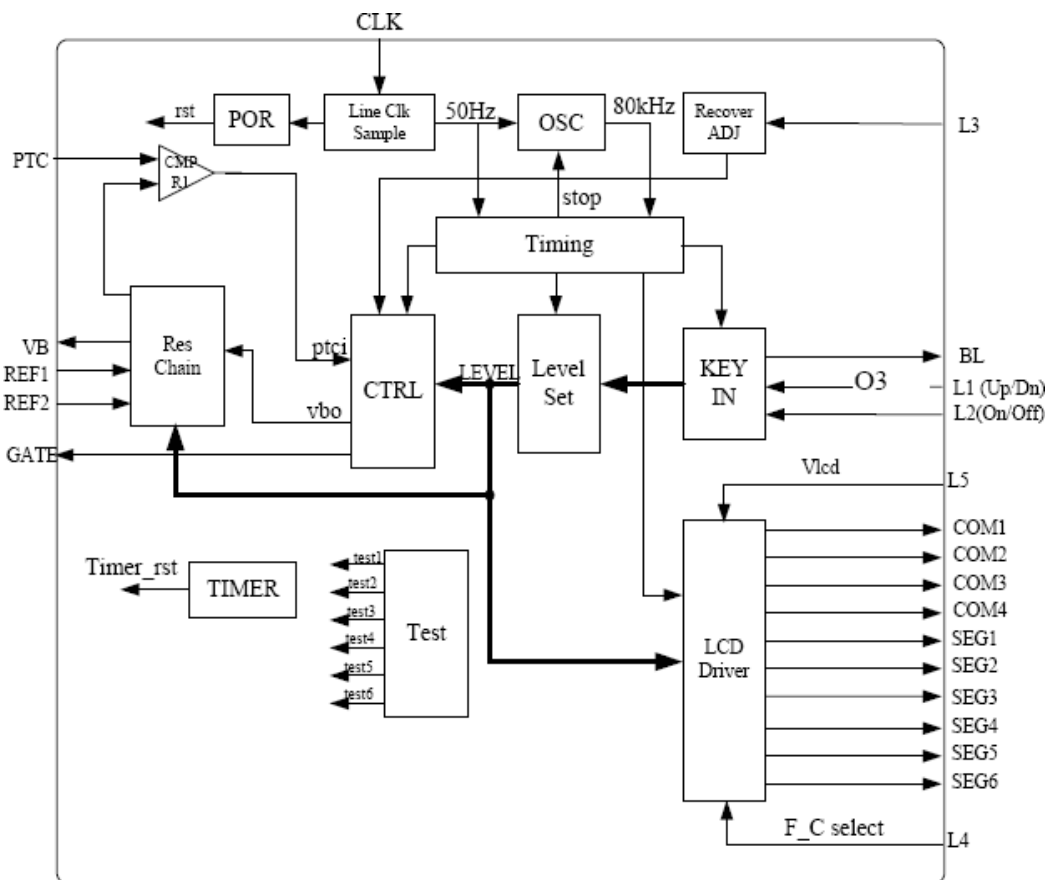 CLK
rst
POR
Line Clk
Sample
50Hz
OSC
80kHz
Recover
ADJ
L3
PTC
CMP
R1
stop
Timing
VB
REF1
REF2
GATE
Res
Chain
ptci
vbo
CTRL
LEVEL
Level
Set
KEY
IN
BL
O3
L1 (Up/Dn)
L2(On/Off)
Vlcd
L5
Timer_rst
TIMER
test1
test2
test3
test4
test5
test6
Test
LCD
Driver
COM1
COM2
COM3
COM4
SEG1
SEG2
SEG3
SEG4
SEG5
SEG6
F_C select
L4